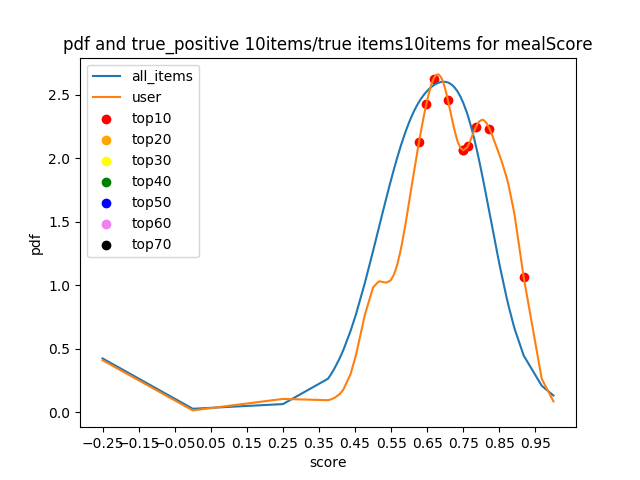 pdf and true_positive 10items/true items10items for mealScore
all_items
user
top10
top20
top30
top40
top50
top60
top70
pdf
2.5
2.0
1.5
1.0
0.5
0.0
−0.25 −0.15 −0.05 0.05 0.15 0.25 0.35 0.45 0.55 0.65 0.75 0.85 0.95
score